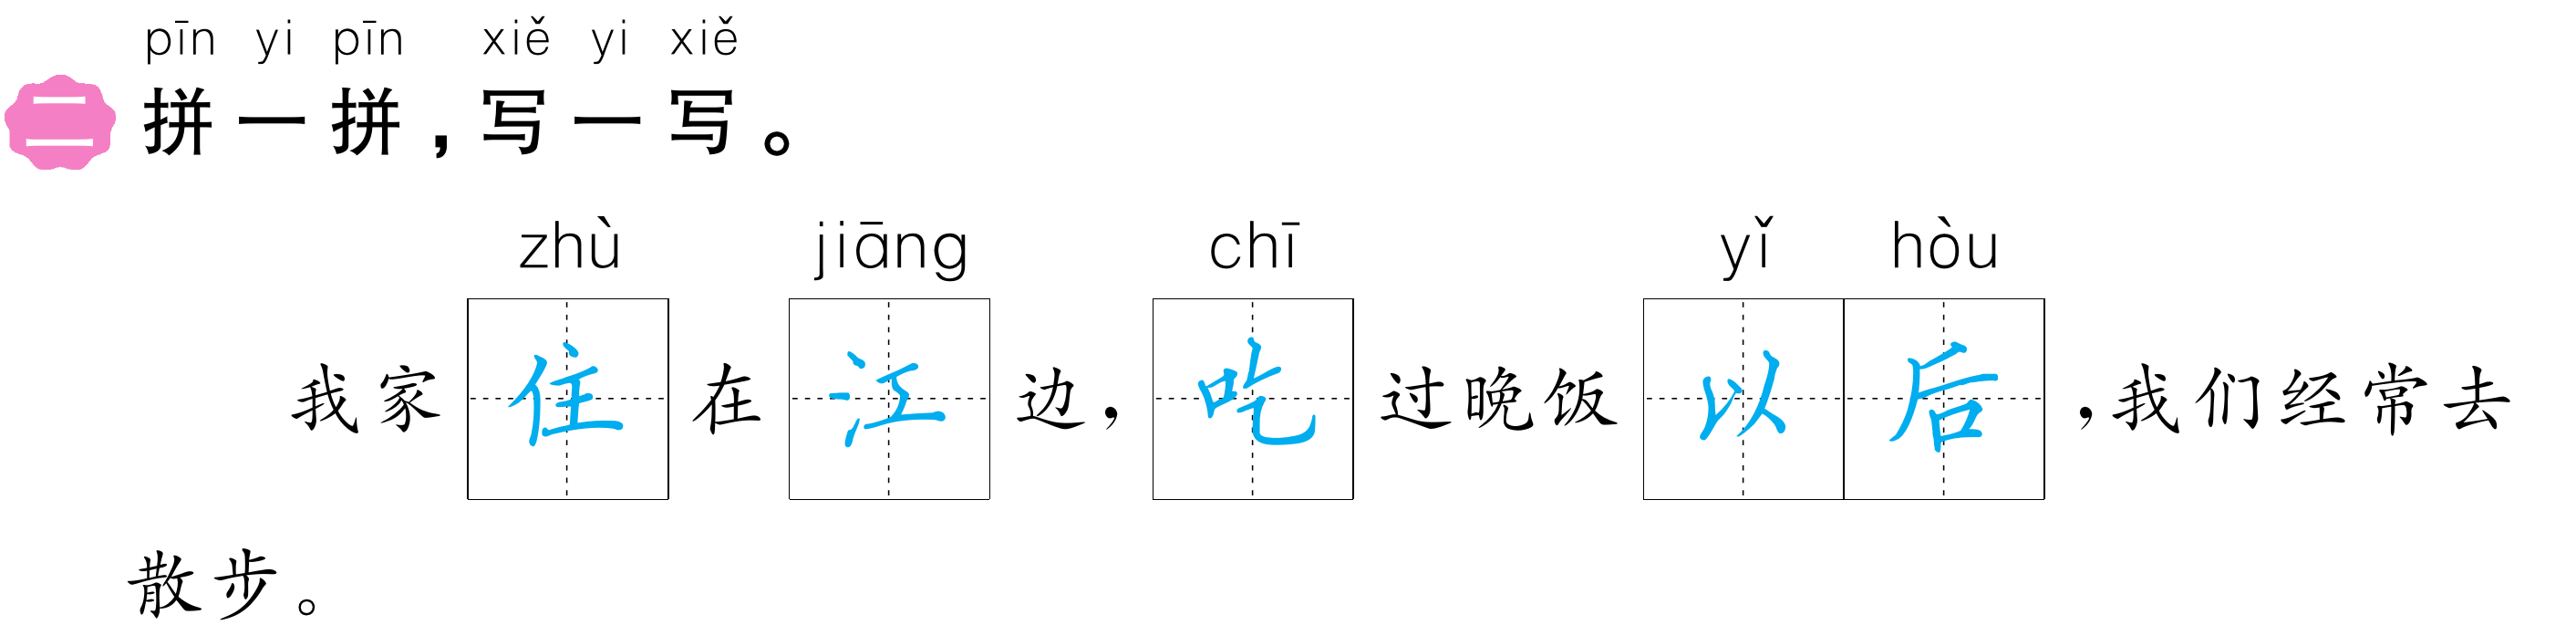 pīn yi pīn xiě yi xiě
二 拼一拼,写一写。
zhù jiāng chī yǐ hòu
我家住在江边,吃过晚饭以后,我们经常去
散步。